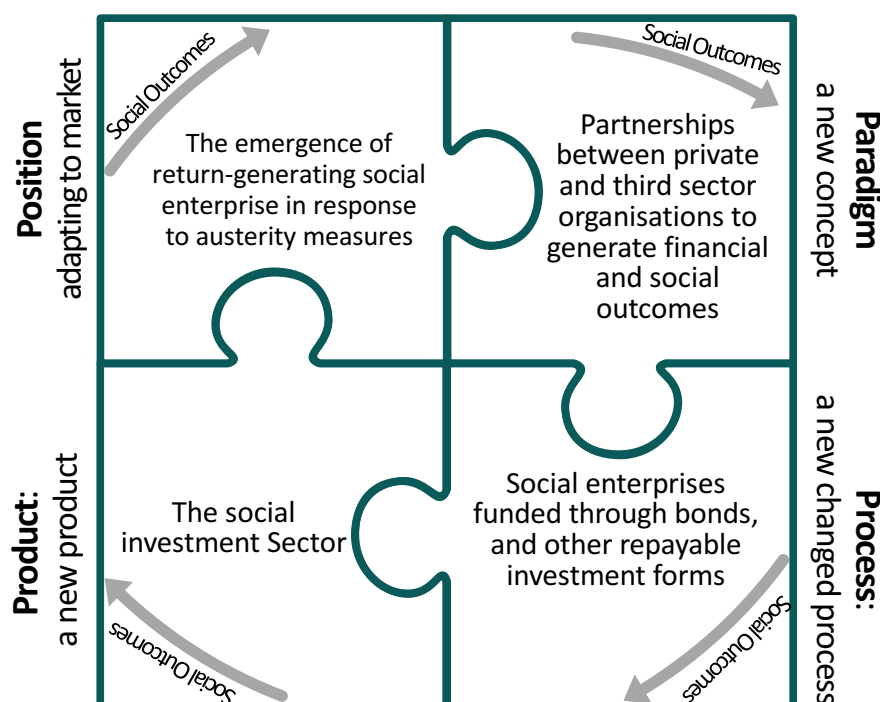 Position
adapting to market
Social Outcomes
The emergence of
return-generating social
enterprise in response
to austerity measures
Social Outcomes
Partnerships
between private
and third sector
organisations to
generate financial
and social
outcomes
Paradigm
a new concept
Product:
a new product
The social
investment Sector
Social Outcomes
Social enterprises
funded through bonds,
and other repayable
investment forms
Social Outcomes
Process:
a new changed process